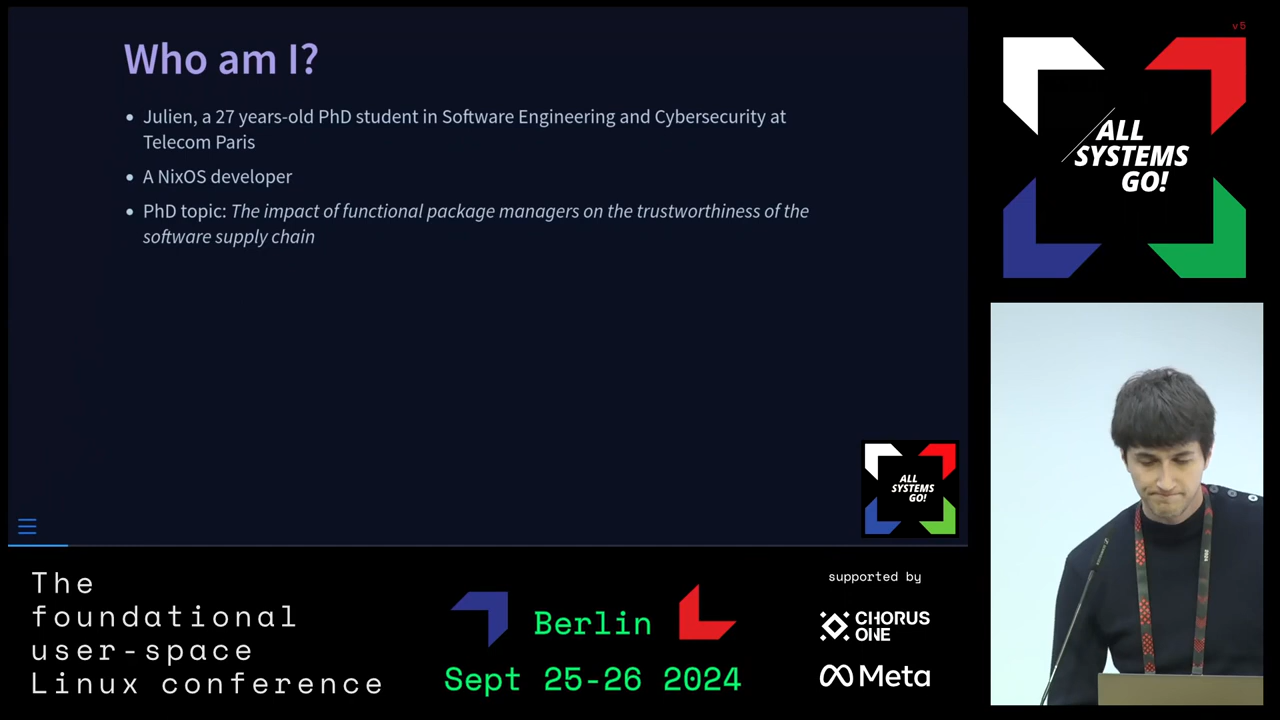 Who am I?
Julien, a 27 years-old PhD student in Software Engineering and Cybersecurity at
Telecom Paris
A NixOS developer
PhD topic: The impact of functional package managers on the trustworthiness of the
software supply chain
ALL
SYSTEMS
GO!
v5
ALL
SYSTEMS
GO!
2024
The
foundational
user-space
Linux conference
Berlin
Sept 25-26 2024
supported by
CHORUS
ONE
Meta